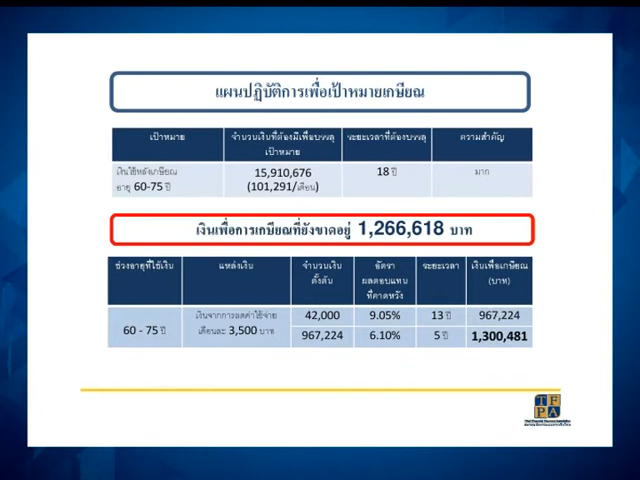 แผนปฏิบัติการเพื่อเป้าหมายเกษียณ
เป้าหมาย
จำนวนเงินที่ต้องมีเพื่อบรรลุ
เป้าหมาย
ระยะเวลาที่ต้องบรรลุ
ความสำคัญ
เงินใช้หลังเกษียณ
อายุ 60-75 ปี
15,910,676
(101,291/เดือน)
18 ปี
มาก
เงินเพื่อการเกษียณที่ยังขาดอยู่ 1,266,618 บาท
ช่วงอายุที่ใช้เงิน
แหล่งเงิน
จำนวนเงิน
ตั้งต้น
อัตรา
ผลตอบแทน
ที่คาดหวัง
ระยะเวลา
เงินเพื่อเกษียณ
(บาท)
60 - 75 ปี
เงินจากการลดค่าใช้จ่าย
เดือนละ 3,500 บาท
42,000
9.05%
13 ปี
967,224
967,224
6.10%
5 ปี
1,300,481
TF
PA